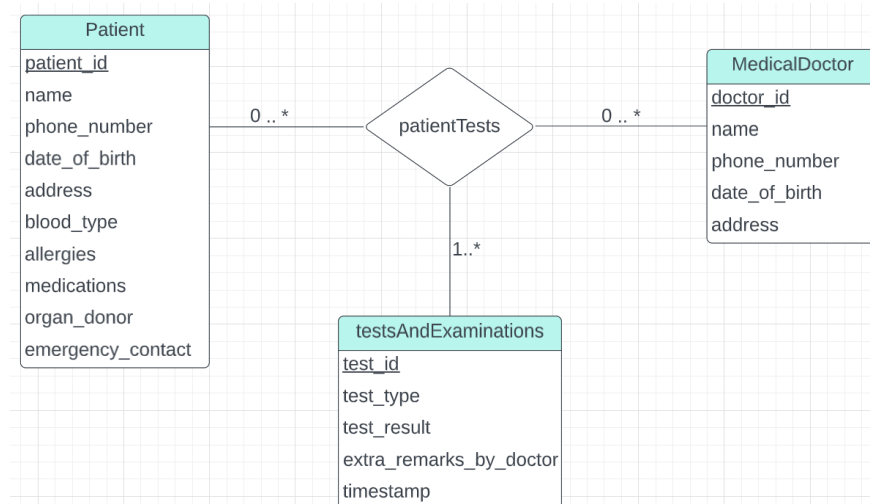 Patient
patient_id
name
phone_number
date_of_birth
address
blood_type
allergies
medications
organ_donor
emergency_contact
0 .. *
patientTests
0 .. *
1..*
MedicalDoctor
doctor_id
name
phone_number
date_of_birth
address
testsAndExaminations
test_id
test_type
test_result
extra_remarks_by_doctor
timestamp